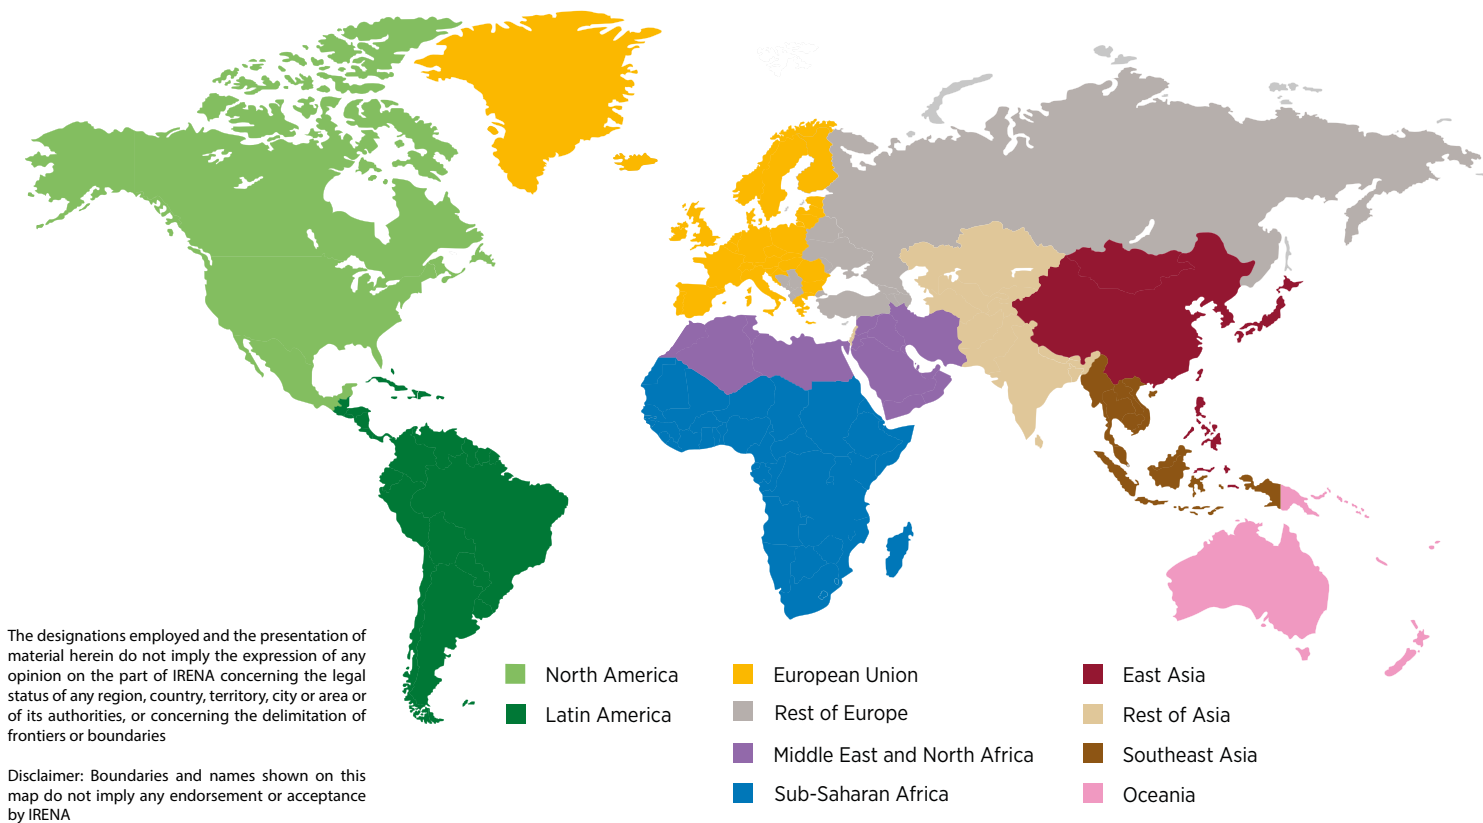 The designations employed and the presentation of
material herein do not imply the expression of any
opinion on the part of IRENA concerning the legal
status of any region, country, territory, city or area or
of its authorities, or concerning the delimitation of
frontiers or boundaries
Disclaimer: Boundaries and names shown on this
map do not imply any endorsement or acceptance
by IRENA
North America
Latin America
European Union
Rest of Europe
Middle East and North Africa
Sub-Saharan Africa
East Asia
Rest of Asia
Southeast Asia
Oceania